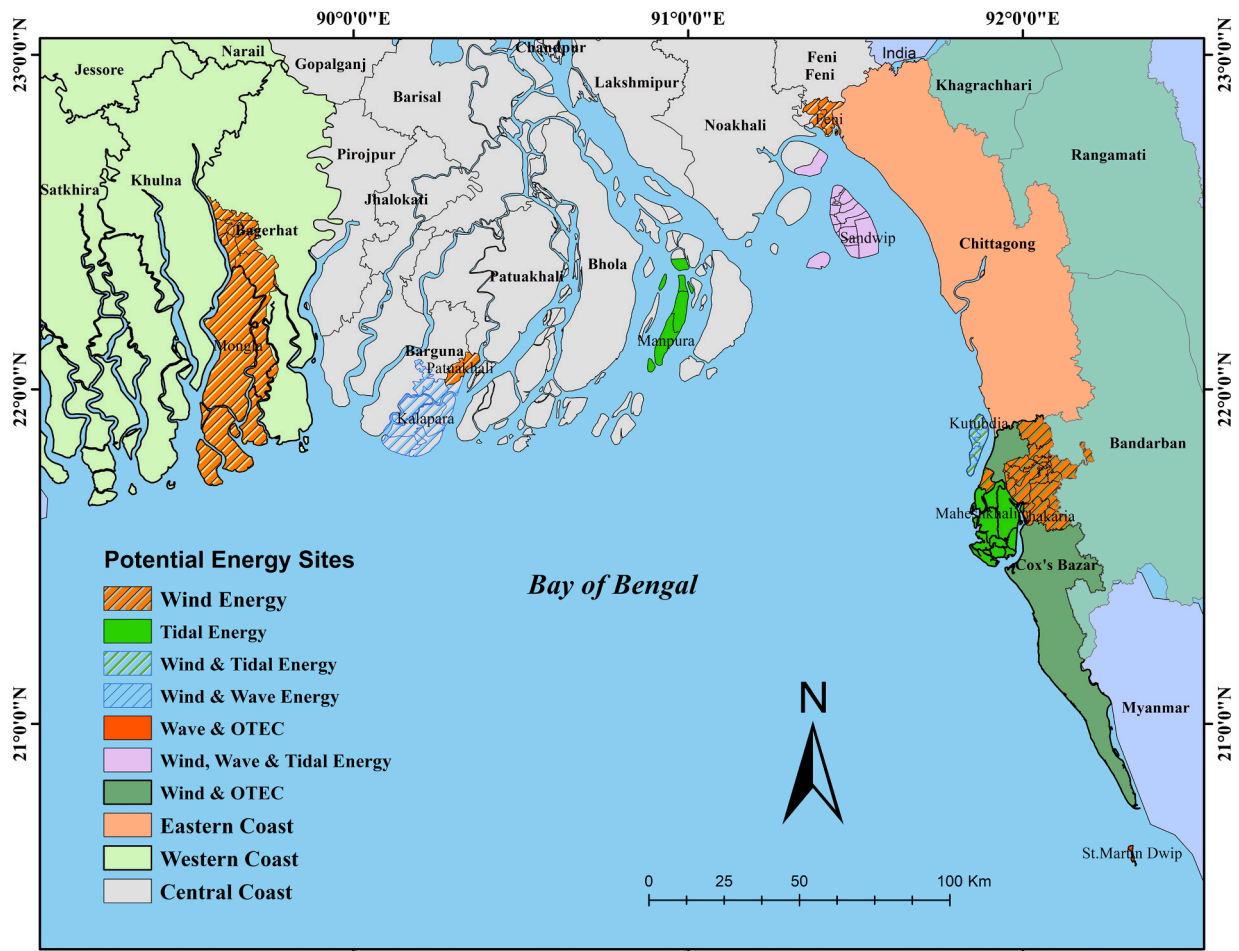 90°0'0"E
91°0'0"E
92°0'0"E
23°0'0"N
22°0'0"N
21°0'0"N
23°0'0"N
22°0'0"N
21°0'0"N
Narail
Jessore
Gopalganj
Chandpur
Feni
Feni
India
Lakshmipur
Khagrachhari
Barisal
Noakhali
Feni
Pirojpur
Rangamati
Satkhira
Khulna
Jhalokati
Bagerhat
Sandwip
Chittagong
Patuakhali
Bhola
Mongla
Manpura
Barguna
Patuakhali
Kalapara
Kutubdia
Bandarban
Maheshkhali
Chakaria
Cox's Bazar
Bay of Bengal
Myanmar
St.Martin Dwip
Potential Energy Sites
Wind Energy
Tidal Energy
Wind & Tidal Energy
Wind & Wave Energy
Wave & OTEC
Wind, Wave & Tidal Energy
Wind & OTEC
Eastern Coast
Western Coast
Central Coast
N
0 25 50 100 Km